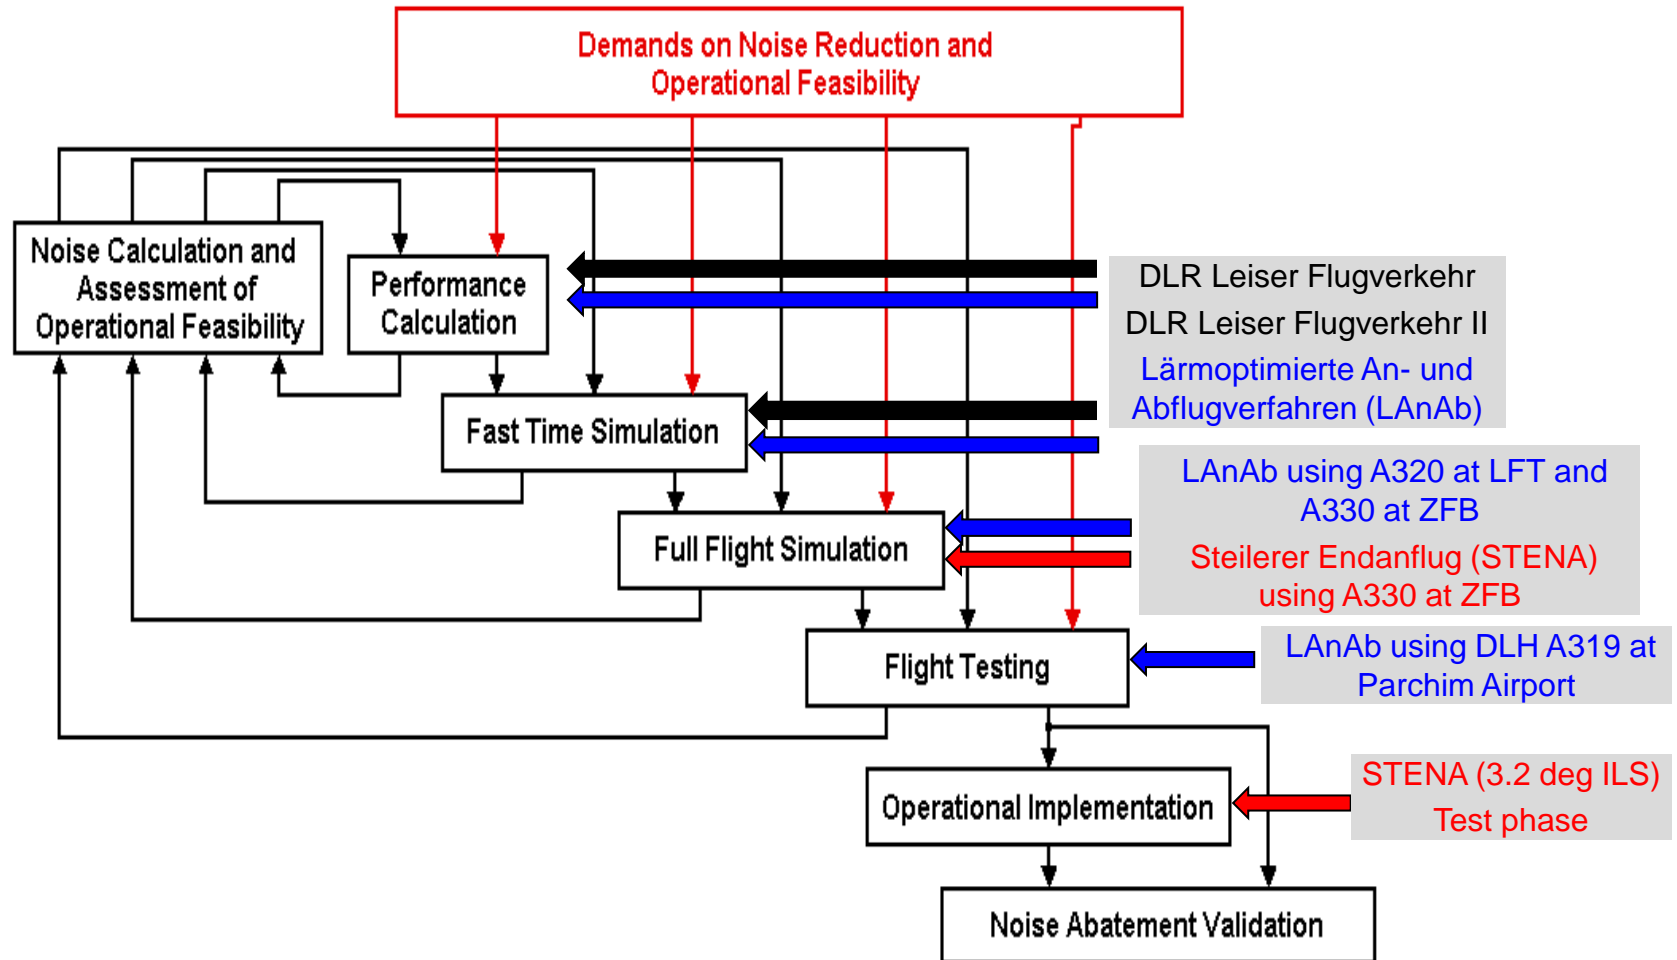 Demands on Noise Reduction and
Operational Feasibility
Noise Calculation and
Assessment of
Operational Feasibility
Performance
Calculation
DLR Leiser Flugverkehr
DLR Leiser Flugverkehr II
Lärmoptimierte An- und
Abflugverfahren (LAnAb)
Fast Time Simulation
LAnAb using A320 at LFT and
A330 at ZFB
Steilerer Endanflug (STENA)
using A330 at ZFB
Full Flight Simulation
LAnAb using DLH A319 at
Parchim Airport
Flight Testing
STENA (3.2 deg ILS)
Test phase
Operational Implementation
Noise Abatement Validation